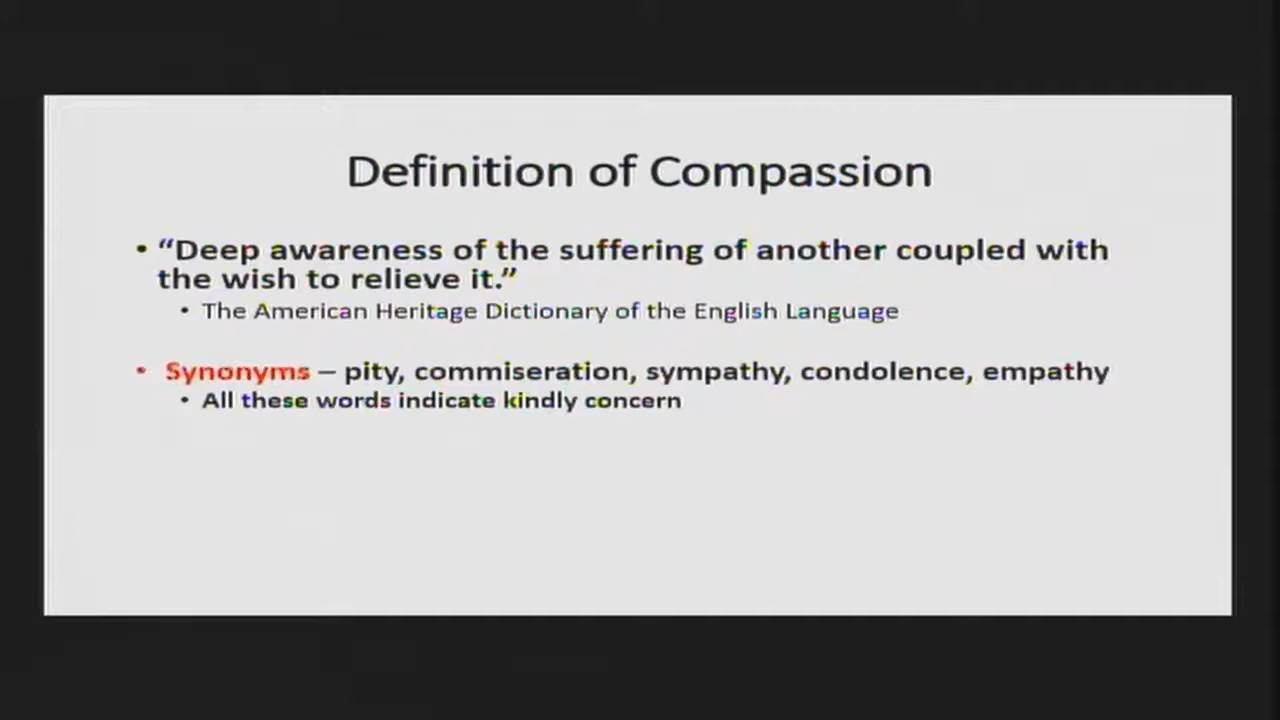 Definition of Compassion
• “Deep awareness of the suffering of another coupled with
the wish to relieve it.”
• The American Heritage Dictionary of the English Language
• Synonyms – pity, commiseration, sympathy, condolence, empathy
• All these words indicate kindly concern